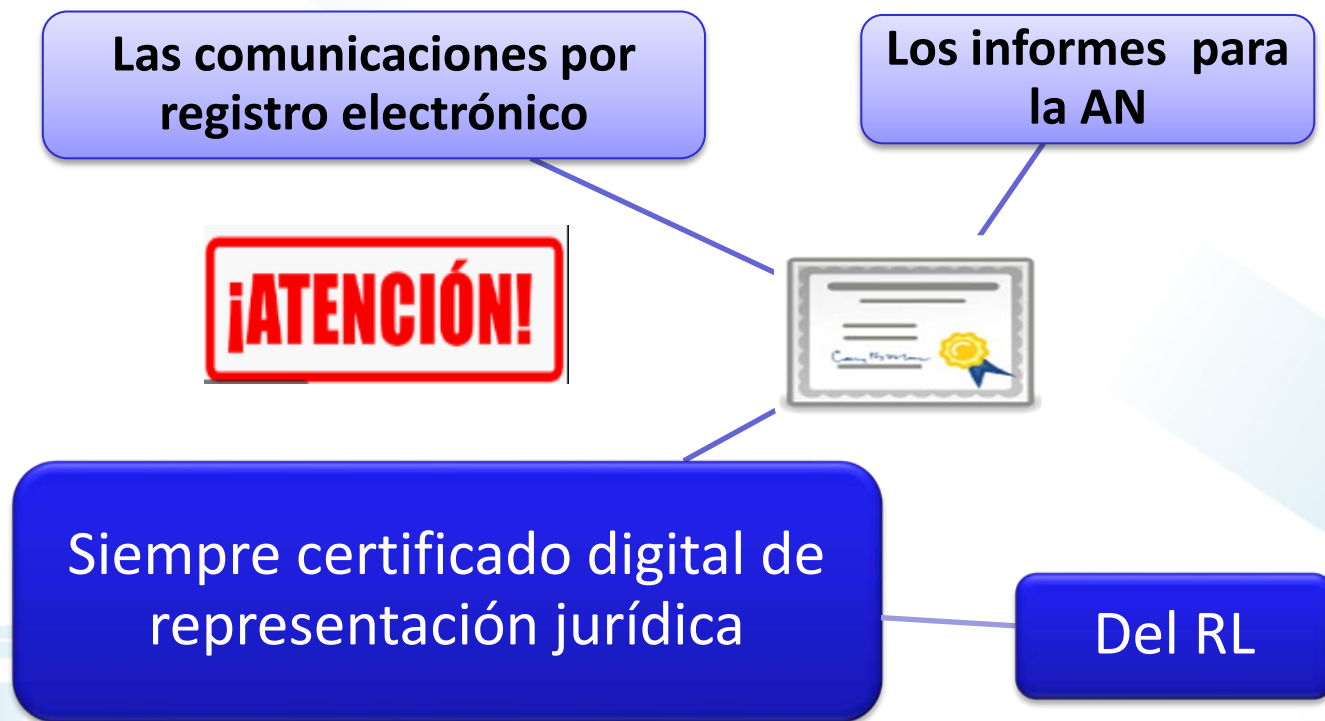 Las comunicaciones por
registro electrónico
Los informes para
la AN
¡ATENCIÓN!
Siempre certificado digital de
representación jurídica
Del RL